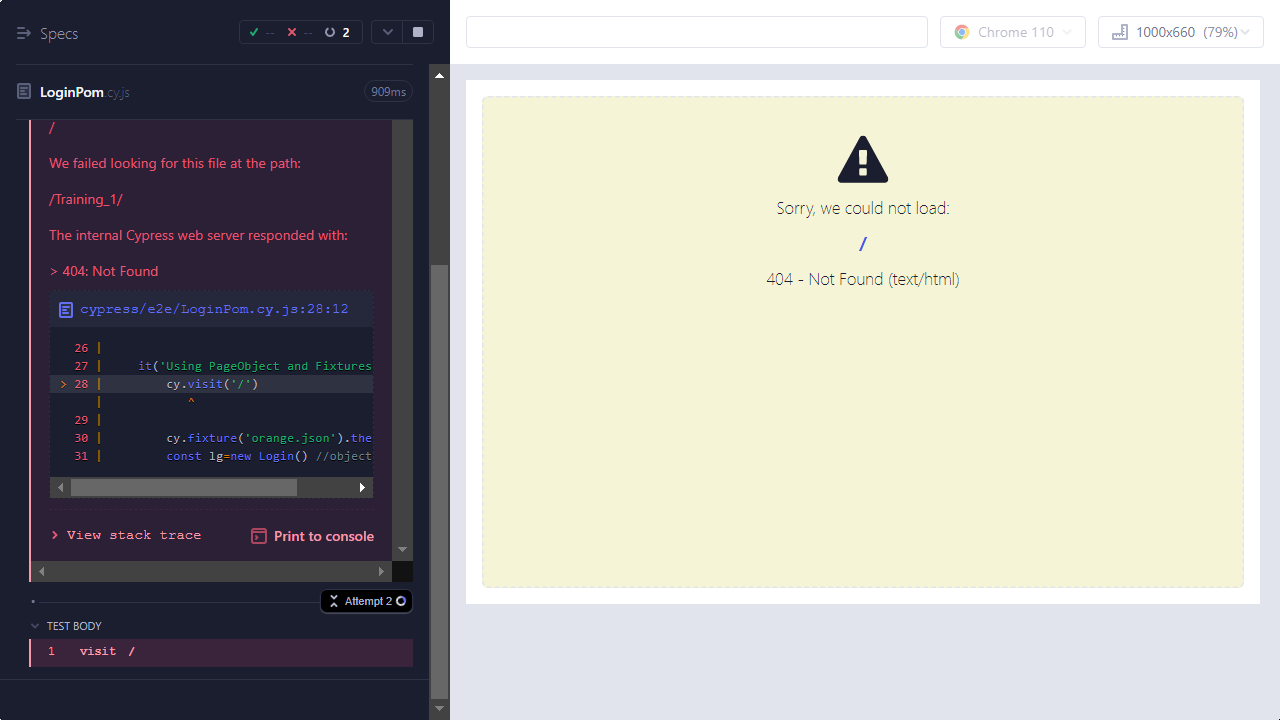 Specs
-- -- 2
LoginPom.cy.js 909ms
/
We failed looking for this file at the path:
/Training_1/
The internal Cypress web server responded with:
> 404: Not Found
cypress/e2e/LoginPom.cy.js:28:12
26 |
27 | it('Using PageObject and Fixtures
> 28 | cy.visit('/')
| ^
29 |
30 | cy.fixture('orange.json').the
31 | const lg=new Login() //object
> View stack trace
Print to console
Attempt 2
TEST BODY
1 visit /
Chrome 110
1000x660 (79%)
Sorry, we could not load:
/
404 - Not Found (text/html)